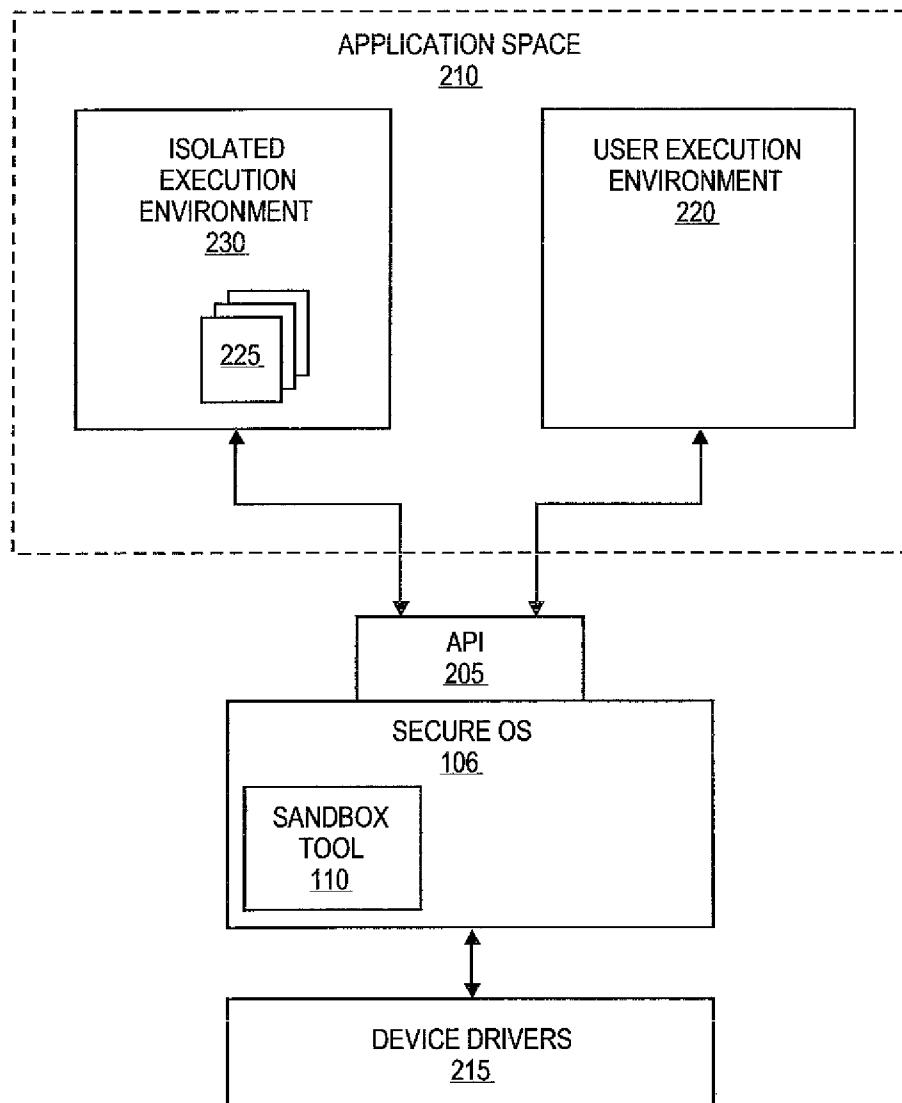 APPLICATION SPACE
210
ISOLATED
EXECUTION
ENVIRONMENT
230
225
USER EXECUTION
ENVIRONMENT
220
API
205
SECURE OS
106
SANDBOX
TOOL
110
DEVICE DRIVERS
215